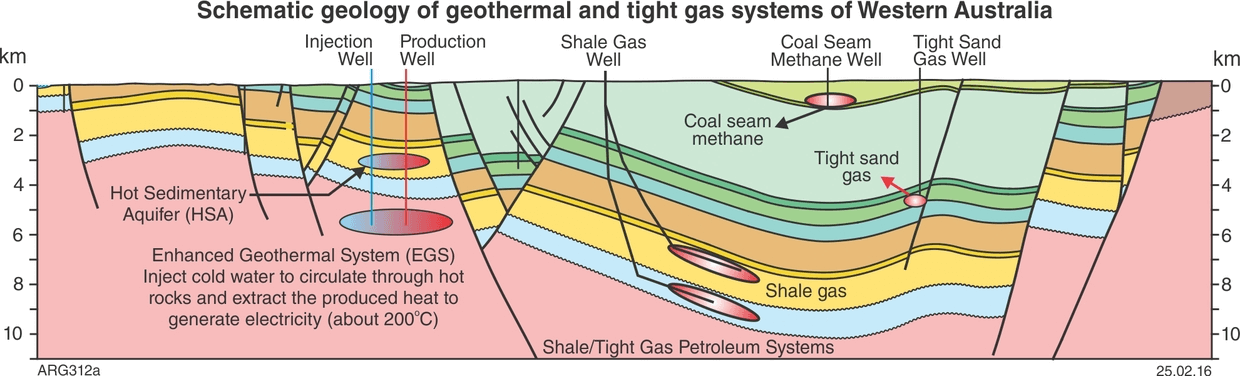 Schematic geology of geothermal and tight gas systems of Western Australia
Injection
Well
Production
Well
Shale Gas
Well
Coal Seam
Methane Well
Tight Sand
Gas Well
km
km
0
2
4
6
8
10
0
2
4
6
8
10
Coal seam
methane
Tight sand
gas
Hot Sedimentary
Aquifer (HSA)
Enhanced Geothermal System (EGS)
Inject cold water to circulate through hot
rocks and extract the produced heat to
generate electricity (about 200°C)
Shale gas
Shale/Tight Gas Petroleum Systems
ARG312a
25.02.16